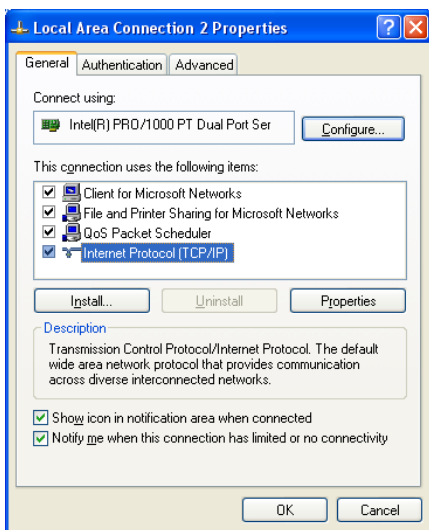 Local Area Connection 2 Properties
General Authentication Advanced
Connect using:
Intel(R) PRO/1000 PT Dual Port Ser
Configure...
This connection uses the following items:
Client for Microsoft Networks
File and Printer Sharing for Microsoft Networks
QoS Packet Scheduler
Internet Protocol (TCP/IP)
Install... Uninstall Properties
Description
Transmission Control Protocol/Internet Protocol. The default
wide area network protocol that provides communication
across diverse interconnected networks.
Show icon in notification area when connected
Notify me when this connection has limited or no connectivity
OK Cancel